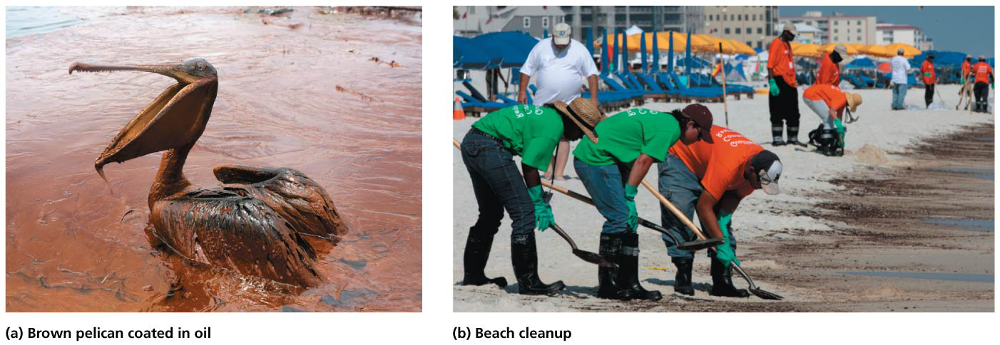 (a) Brown pelican coated in oil
(b) Beach cleanup